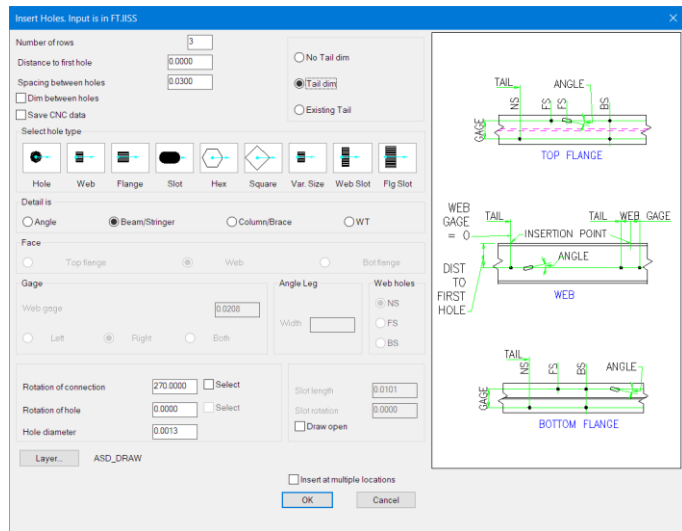 Insert Holes. Input is in FT.IISS
Number of rows 3
Distance to first hole 0.0000
Spacing between holes 0.0300
Dim between holes
Save CNC data
No Tail dim
Tail dim
Existing Tail
Select hole type
Hole Web Flange Slot Hex Square Var. Size Web Slot Flg Slot
Detail is
Angle Beam/Stringer Column/Brace WT
Face
Top flenge Web Bot flenge
Gage
Web gage 0.0208
Left Right Both
Angle Leg
Width
Web holes
NS
FS
BS
Rotation of connection 270.0000 Select
Rotation of hole 0.0000 Select
Hole diameter 0.0013
Slot length 0.0101
Slot rotation 0.0000
Draw open
Layer... ASD_DRAW
Insert at multiple locations
OK Cancel
TAIL ANGLE
NS FS FS BS
GAGE
TOP FLANGE
WEB GAGE = 0
TAIL TAIL WEB GAGE
INSERTION POINT
ANGLE
DIST TO FIRST HOLE
WEB
TAIL
NS FS BS ANGLE
GAGE
BOTTOM FLANGE